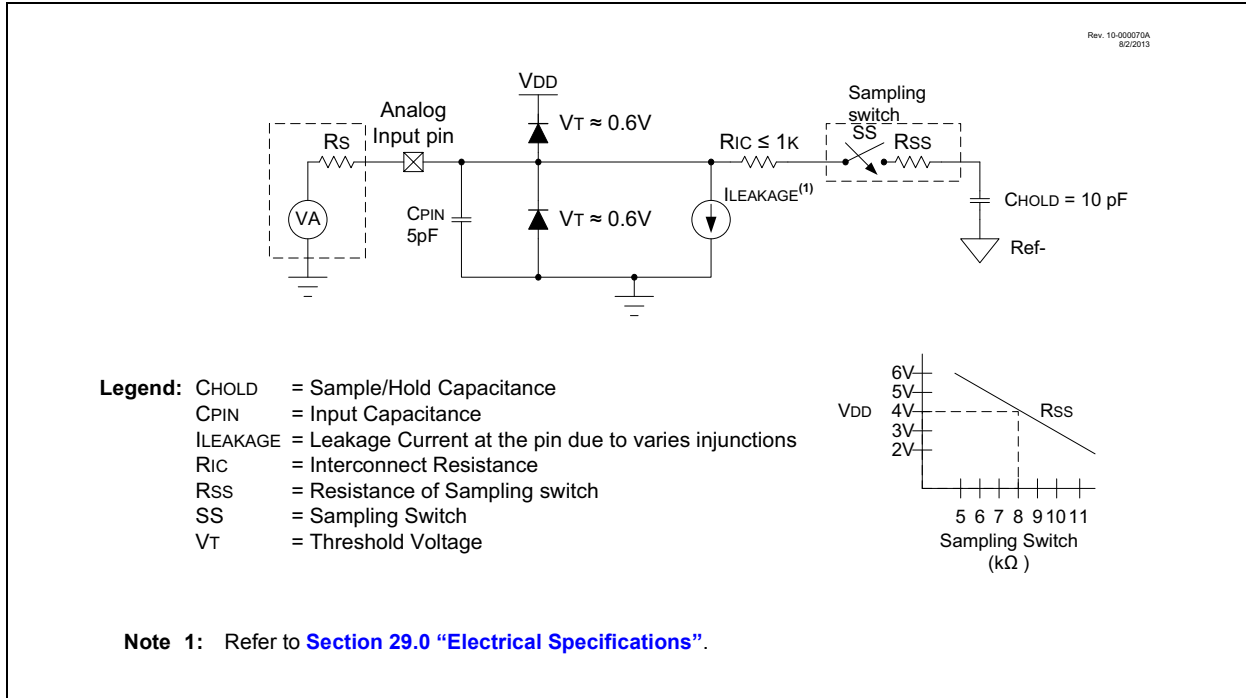 Rev. 10-000070A
8/2/2013
VDD
Analog
Input pin
Sampling
switch
SS
RS
VT ≈ 0.6V
RIC ≤ 1K
RSS
VA
CPIN
5pF
VT ≈ 0.6V
ILEAKAGE(1)
CHOLD = 10 pF
Ref-
Legend: CHOLD = Sample/Hold Capacitance
CPIN = Input Capacitance
ILEAKAGE = Leakage Current at the pin due to varies injunctions
RIC = Interconnect Resistance
RSS = Resistance of Sampling switch
SS = Sampling Switch
VT = Threshold Voltage
6V
5V
VDD 4V RSS
3V
2V
5 6 7 8 9 10 11
Sampling Switch
(kΩ )
Note 1: Refer to Section 29.0 “Electrical Specifications”.